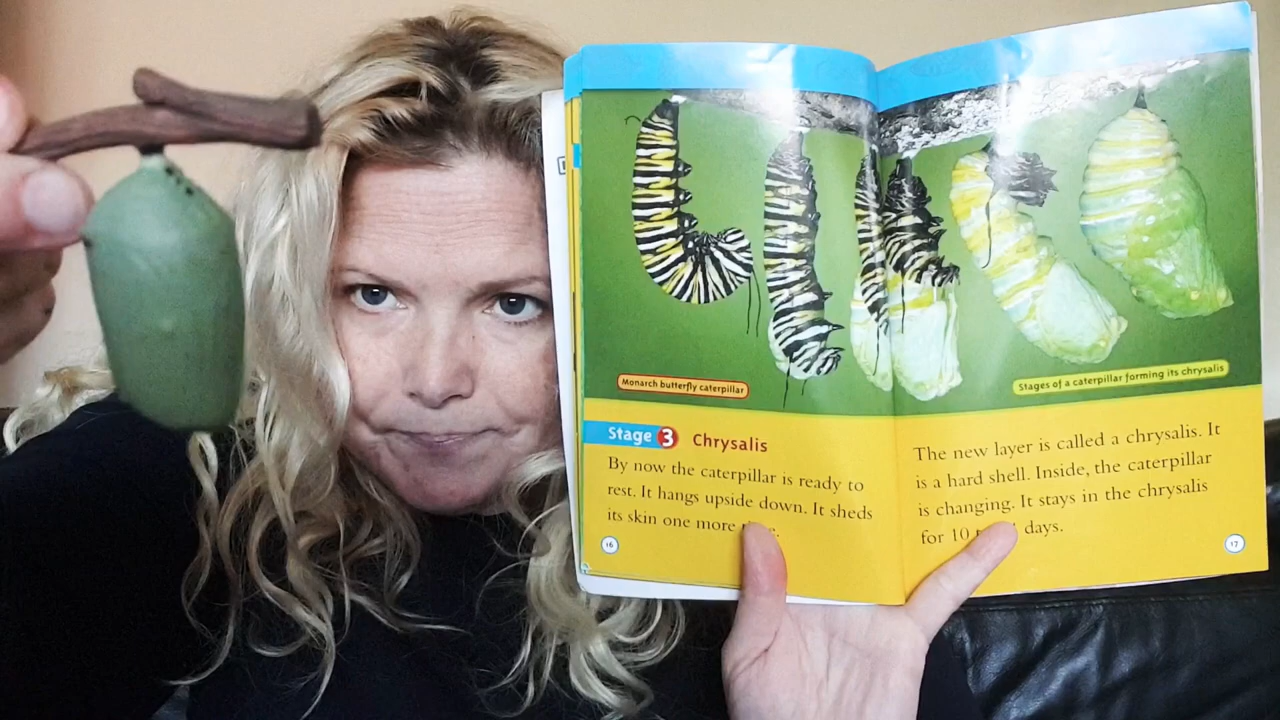 Monarch butterfly caterpillar
Stages of a caterpillar forming its chrysalis
Stage 3 Chrysalis
By now the caterpillar is ready to
rest. It hangs upside down. It sheds
its skin one more
16
The new layer is called a chrysalis. It
is a hard shell. Inside, the caterpillar
is changing. It stays in the chrysalis
for 10 days.
17